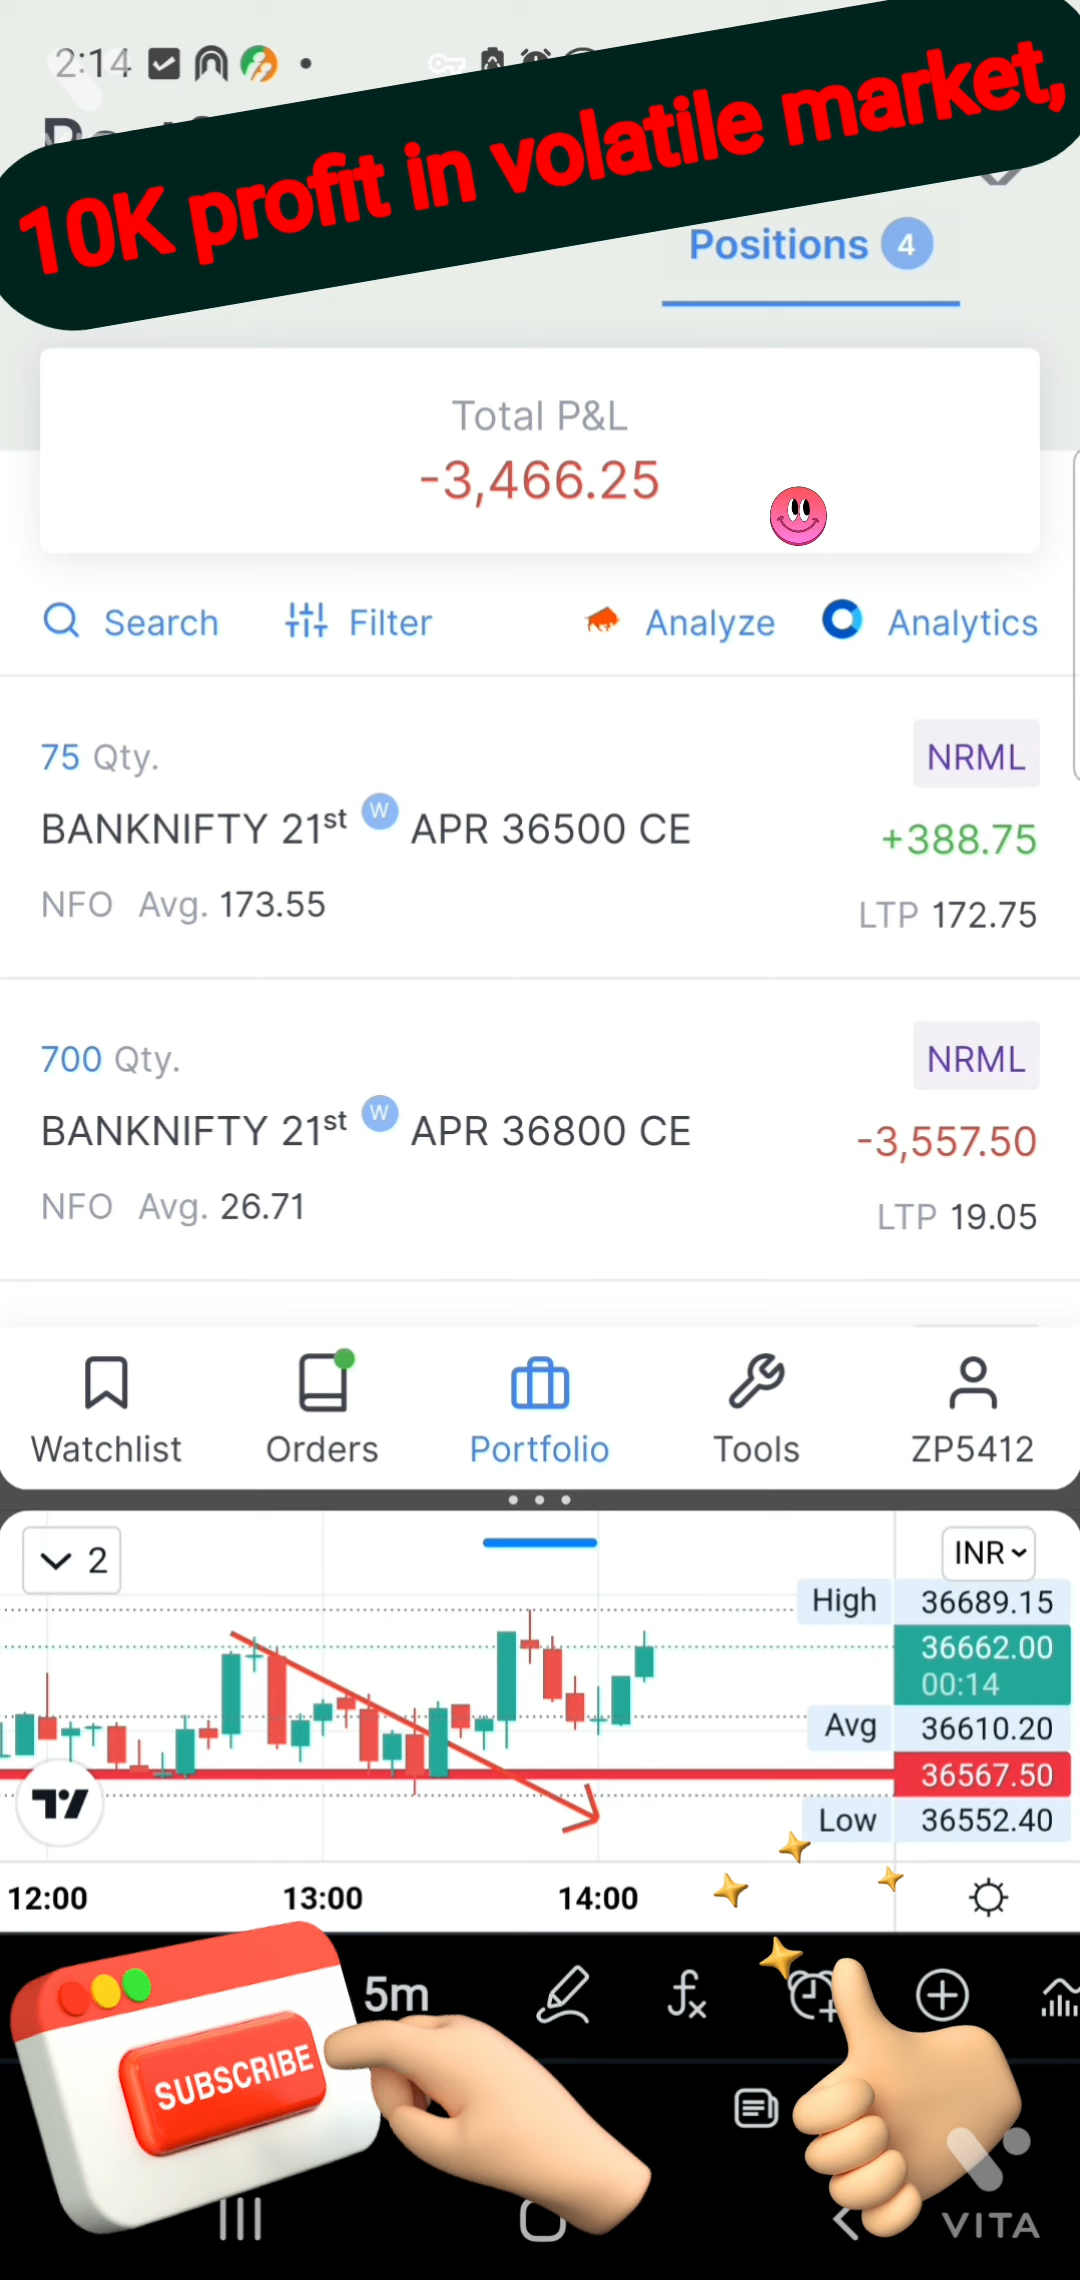 2:14
10K profit in volatile market,
Positions 4
Total P&L
-3,466.25
Search Filter Analyze Analytics
75 Qty. NRML
BANKNIFTY 21st W APR 36500 CE +388.75
NFO Avg. 173.55 LTP 172.75
700 Qty. NRML
BANKNIFTY 21st W APR 36800 CE -3,557.50
NFO Avg. 26.71 LTP 19.05
Watchlist Orders Portfolio Tools ZP5412
2 INR
High 36689.15
36662.00
00:14
Avg 36610.20
36567.50
Low 36552.40
12:00 13:00 14:00
5m
SUBSCRIBE
VITA